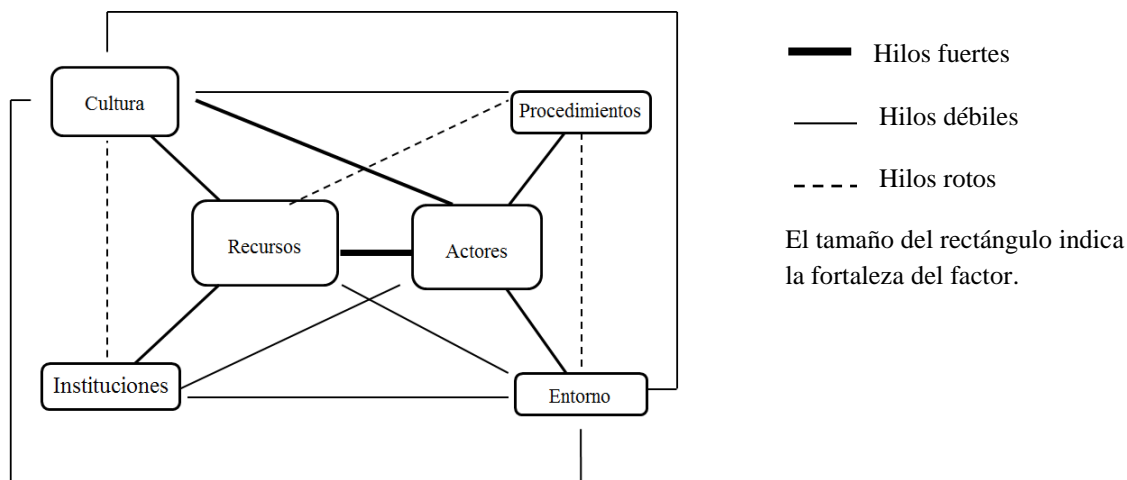 Cultura
Procedimientos
Recursos
Actores
Instituciones
Entorno
Hilos fuertes
Hilos débiles
Hilos rotos
El tamaño del rectángulo indica
la fortaleza del factor.